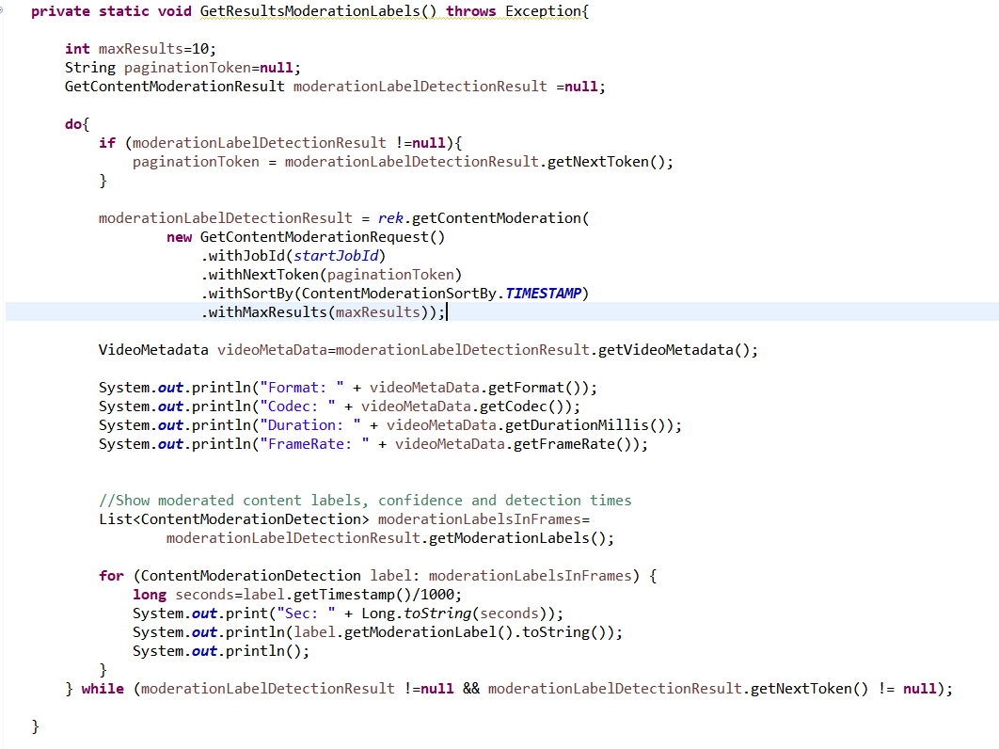 private static void GetResultsModerationLabels() throws Exception{
int maxResults=10;
String paginationToken=null;
GetContentModerationResult moderationLabelDetectionResult =null;
do{
if (moderationLabelDetectionResult !=null){
paginationToken = moderationLabelDetectionResult.getNextToken();
}
moderationLabelDetectionResult = rek.getContentModeration(
new GetContentModerationRequest()
.withJobId(startJobId)
.withNextToken(paginationToken)
.withSortBy(ContentModerationSortBy.TIMESTAMP)
.withMaxResults(maxResults));
VideoMetadata videoMetaData=moderationLabelDetectionResult.getVideoMetadata();
System.out.println("Format: " + videoMetaData.getFormat());
System.out.println("Codec: " + videoMetaData.getCodec());
System.out.println("Duration: " + videoMetaData.getDurationMillis());
System.out.println("FrameRate: " + videoMetaData.getFrameRate());
//Show moderated content labels, confidence and detection times
List<ContentModerationDetection> moderationLabelsInFrames=
moderationLabelDetectionResult.getModerationLabels();
for (ContentModerationDetection label: moderationLabelsInFrames) {
long seconds=label.getTimestamp()/1000;
System.out.print("Sec: " + Long.toString(seconds));
System.out.println(label.getModerationLabel().toString());
System.out.println();
}
} while (moderationLabelDetectionResult !=null && moderationLabelDetectionResult.getNextToken() != null);
}